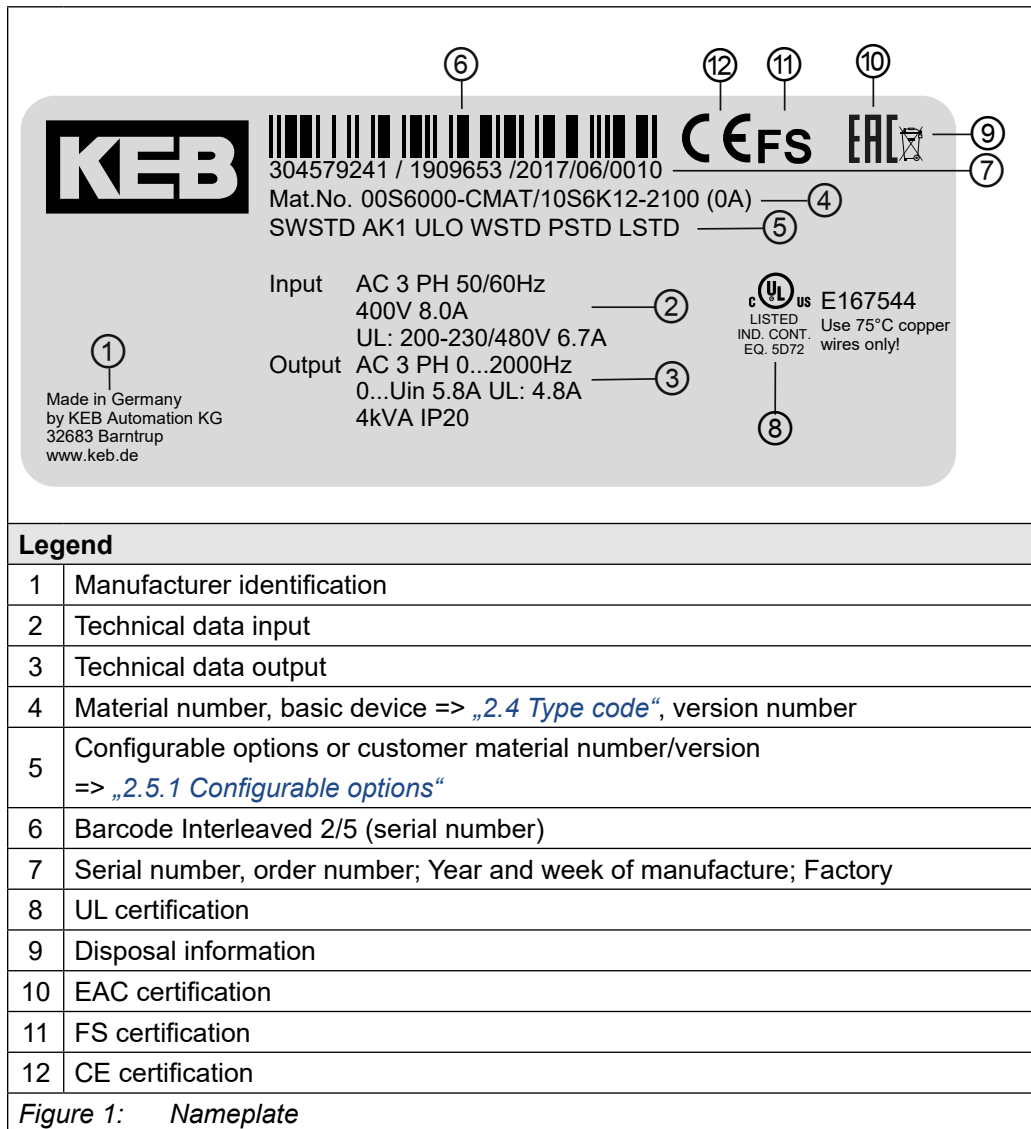 ⑥ ⑫ ⑪ ⑩
KEB
CE FS EAC ⑨
304579241 / 1909653 /2017/06/0010 ⑦
Mat.No. 00S6000-CMAT/10S6K12-2100 (0A) ④
SWSTD AK1 ULO WSTD PSTD LSTD ⑤
Input AC 3 PH 50/60Hz
400V 8.0A ②
UL: 200-230/480V 6.7A
Output AC 3 PH 0...2000Hz
0...Uin 5.8A UL: 4.8A ③
4kVA IP20
①
Made in Germany
by KEB Automation KG
32683 Barntrup
www.keb.de
c UL us E167544
LISTED
IND. CONT.
EQ. 5D72
Use 75°C copper
wires only!
⑧
Legend
1 Manufacturer identification
2 Technical data input
3 Technical data output
4 Material number, basic device => „2.4 Type code“, version number
5 Configurable options or customer material number/version
=> „2.5.1 Configurable options“
6 Barcode Interleaved 2/5 (serial number)
7 Serial number, order number; Year and week of manufacture; Factory
8 UL certification
9 Disposal information
10 EAC certification
11 FS certification
12 CE certification
Figure 1: Nameplate